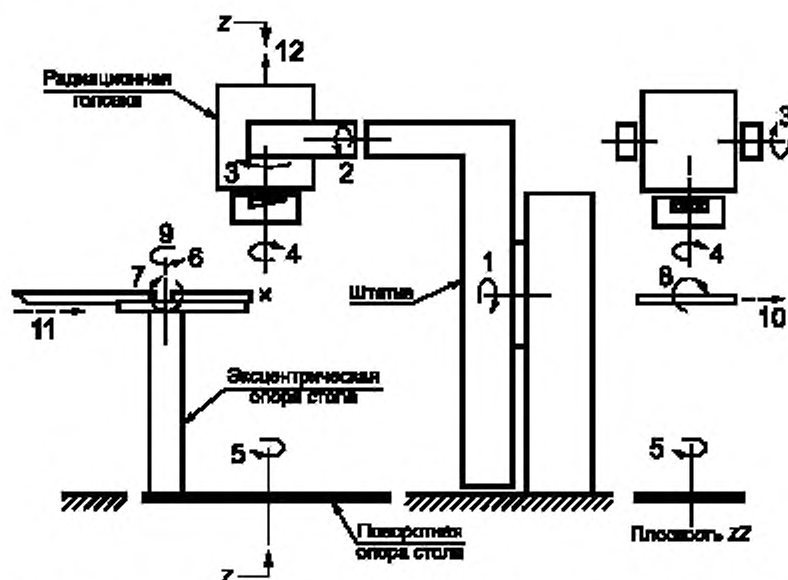 z
12
Радиационная
головка
3
2
3
4
4
9
6
7
8
1
x
11
10
Штатив
Эксцентрическая
опора стола
5
5
Поворотная
опора стола
Плоскость zz
z